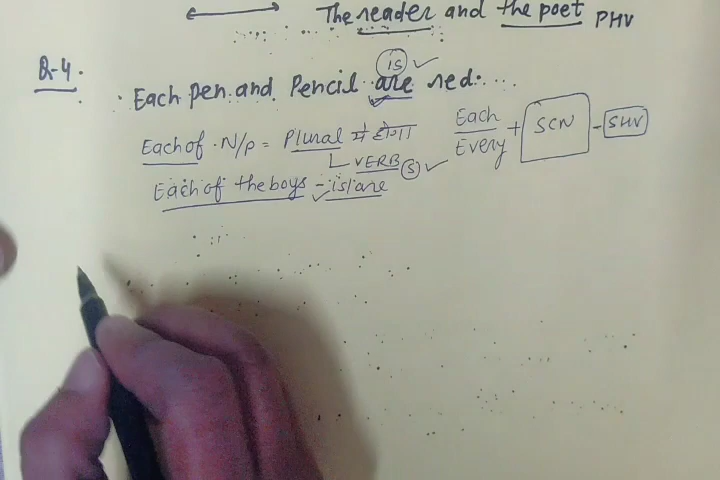 The reader and the poet PHV
Q-4.
is
Each pen and Pencil are red.
Each of N/P = Plural में होगा
VERB (S)
Each of the boys - is/are
Each
Every + SCN - SHV